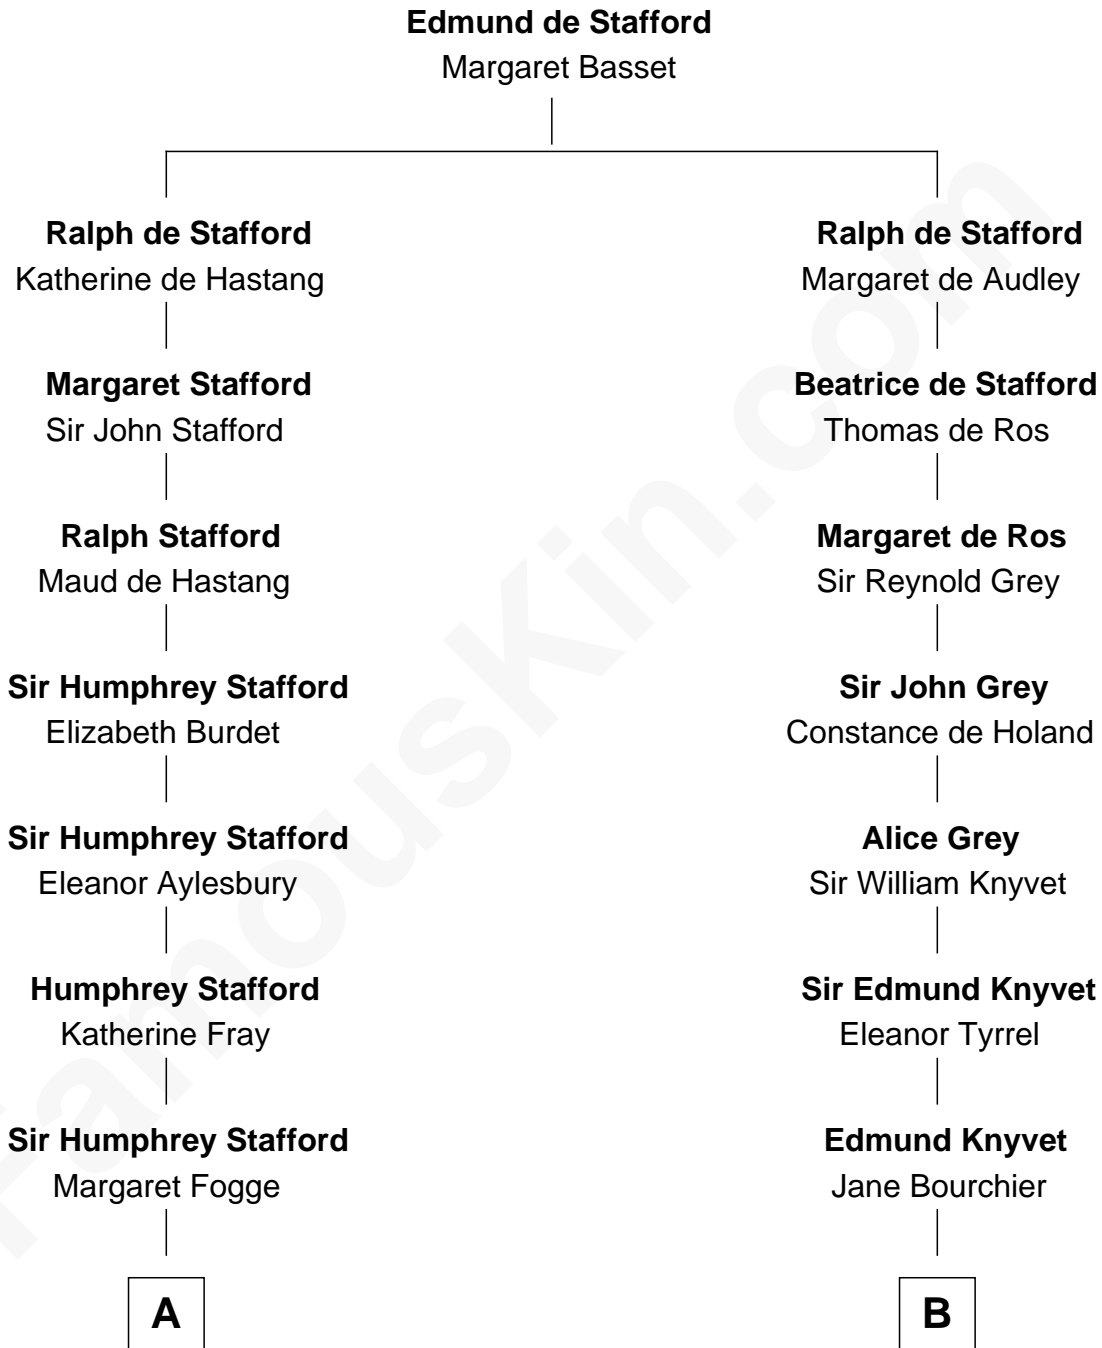 Edmund de Stafford
Margaret Basset
Ralph de Stafford
Katherine de Hastang
Margaret Stafford
Sir John Stafford
Ralph Stafford
Maud de Hastang
Sir Humphrey Stafford
Elizabeth Burdet
Sir Humphrey Stafford
Eleanor Aylesbury
Humphrey Stafford
Katherine Fray
Sir Humphrey Stafford
Margaret Fogge
A
Ralph de Stafford
Margaret de Audley
Beatrice de Stafford
Thomas de Ros
Margaret de Ros
Sir Reynold Grey
Sir John Grey
Constance de Holand
Alice Grey
Sir William Knyvet
Sir Edmund Knyvet
Eleanor Tyrrel
Edmund Knyvet
Jane Bourchier
B
FamousKin.com